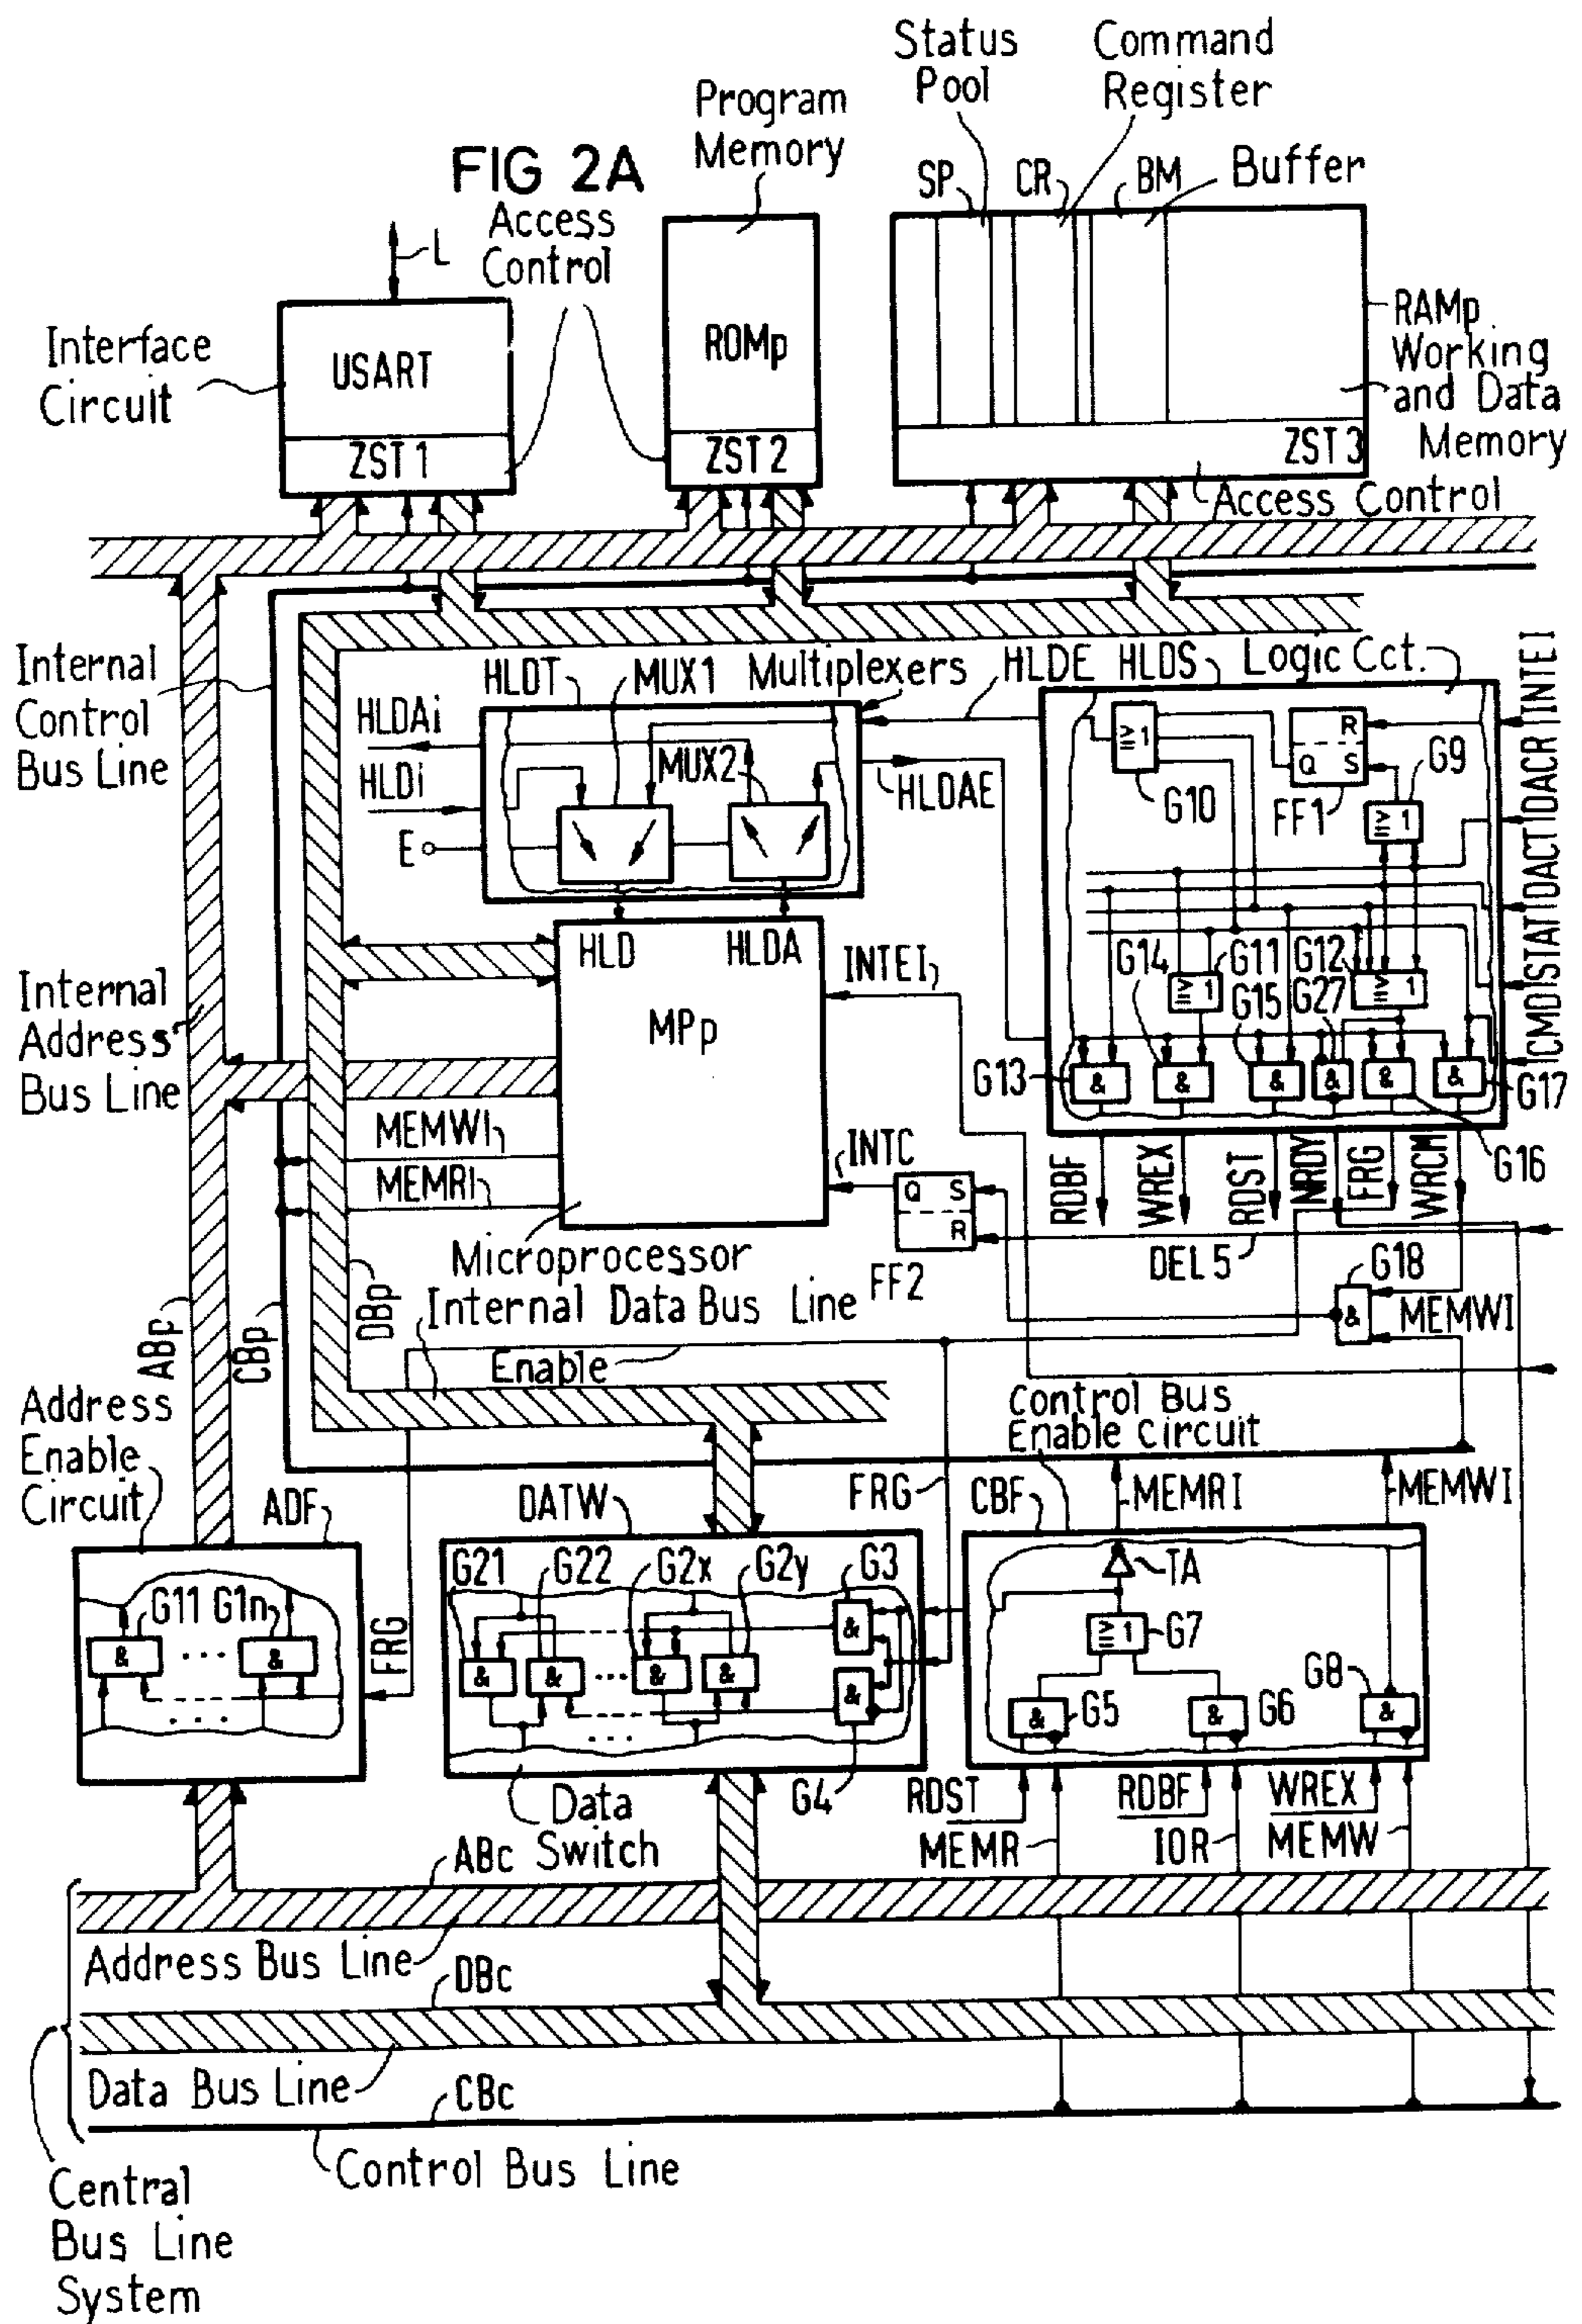 FIG 2A
Status
Pool
Command
Register
Program
Memory
SP
CR
BM
Buffer
Access
Control
L
Interface
Circuit
USART
ZST 1
ROMp
ZST 2
RAMp
Working
and Data
Memory
ZST 3
Access Control
Internal
Control
Bus Line
HLDT
MUX1
Multiplexers
HLDE
HLDS
Logic Cct.
HLDAi
HLDi
E
MUX2
HLDAE
≥1
G10
R
Q S
FF1
G9
≥1
INTEI
DACR
DACT
STAT
CMD
Internal
Address
Bus Line
HLD
HLDA
MPp
INTEI
G14
G11
≥1
G15
G12
G27
≥1
G13
&
&
&
&
&
&
G17
G16
MEMWI
MEMRI
INTC
Q S
R
FF2
RDBF
WREX
RDST
NRDY
FRG
WRCM
DEL 5
G18
&
MEMWI
Microprocessor
Internal Data Bus Line
ABp
CBp
DBp
Enable
Address
Enable
Circuit
ADF
DATW
FRG
Control Bus
Enable Circuit
CBF
MEMRI
MEMWI
G11
G1n
&
...
&
...
FRG
G21
G22
G2x
G2y
G3
&
&
&
...
&
&
&
...
G4
Data
Switch
TA
≥1
G7
G5
&
G6
&
G8
&
RDST
MEMR
RDBF
IOR
WREX
MEMW
ABc
Address Bus Line
DBc
Data Bus Line
CBc
Control Bus Line
Central
Bus Line
System